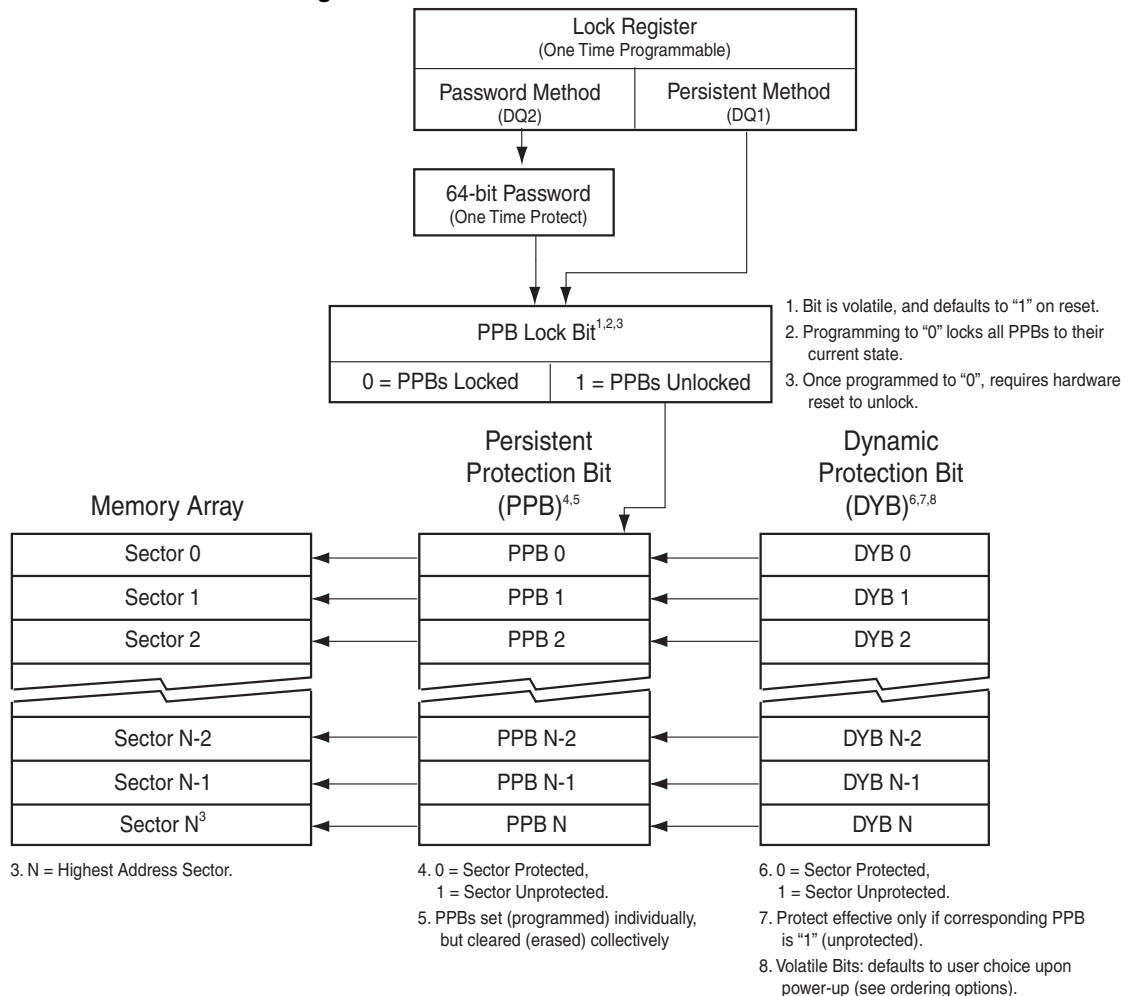 Lock Register
(One Time Programmable)
Password Method
(DQ2)
Persistent Method
(DQ1)
64-bit Password
(One Time Protect)
PPB Lock Bit1,2,3
0 = PPBs Locked
1 = PPBs Unlocked
1. Bit is volatile, and defaults to “1” on reset.
2. Programming to “0” locks all PPBs to their
current state.
3. Once programmed to “0”, requires hardware
reset to unlock.
Memory Array
Persistent
Protection Bit
(PPB)4,5
Dynamic
Protection Bit
(DYB)6,7,8
Sector 0
PPB 0
DYB 0
Sector 1
PPB 1
DYB 1
Sector 2
PPB 2
DYB 2
Sector N-2
PPB N-2
DYB N-2
Sector N-1
PPB N-1
DYB N-1
Sector N3
PPB N
DYB N
3. N = Highest Address Sector.
4. 0 = Sector Protected,
1 = Sector Unprotected.
5. PPBs set (programmed) individually,
but cleared (erased) collectively
6. 0 = Sector Protected,
1 = Sector Unprotected.
7. Protect effective only if corresponding PPB
is “1” (unprotected).
8. Volatile Bits: defaults to user choice upon
power-up (see ordering options).